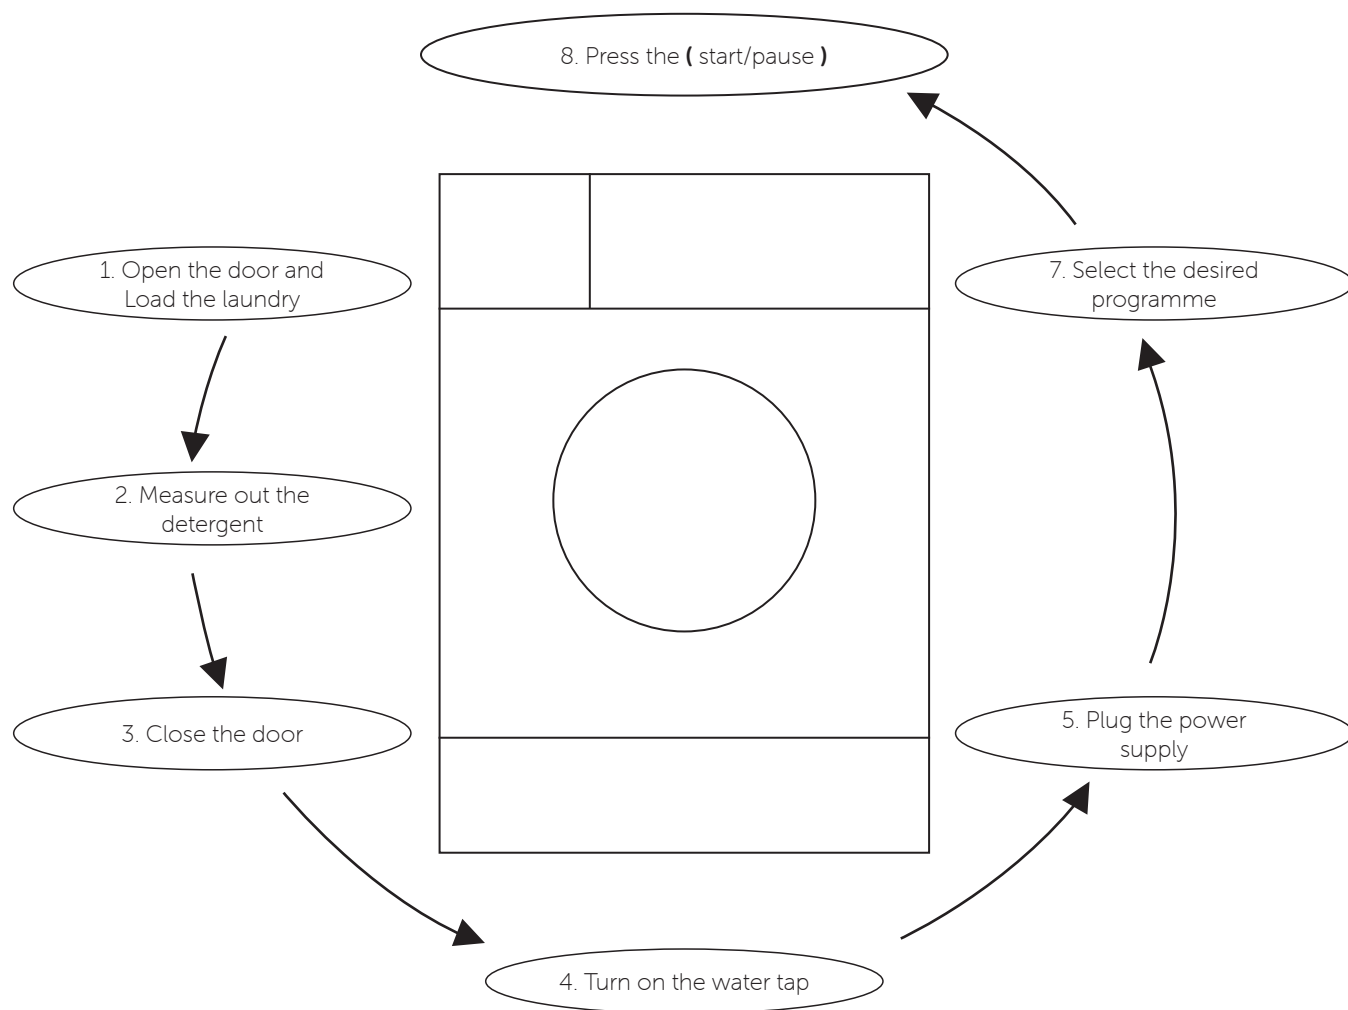 8. Press the ( start/pause )
1. Open the door and
Load the laundry
7. Select the desired
programme
2. Measure out the
detergent
3. Close the door
5. Plug the power
supply
4. Turn on the water tap